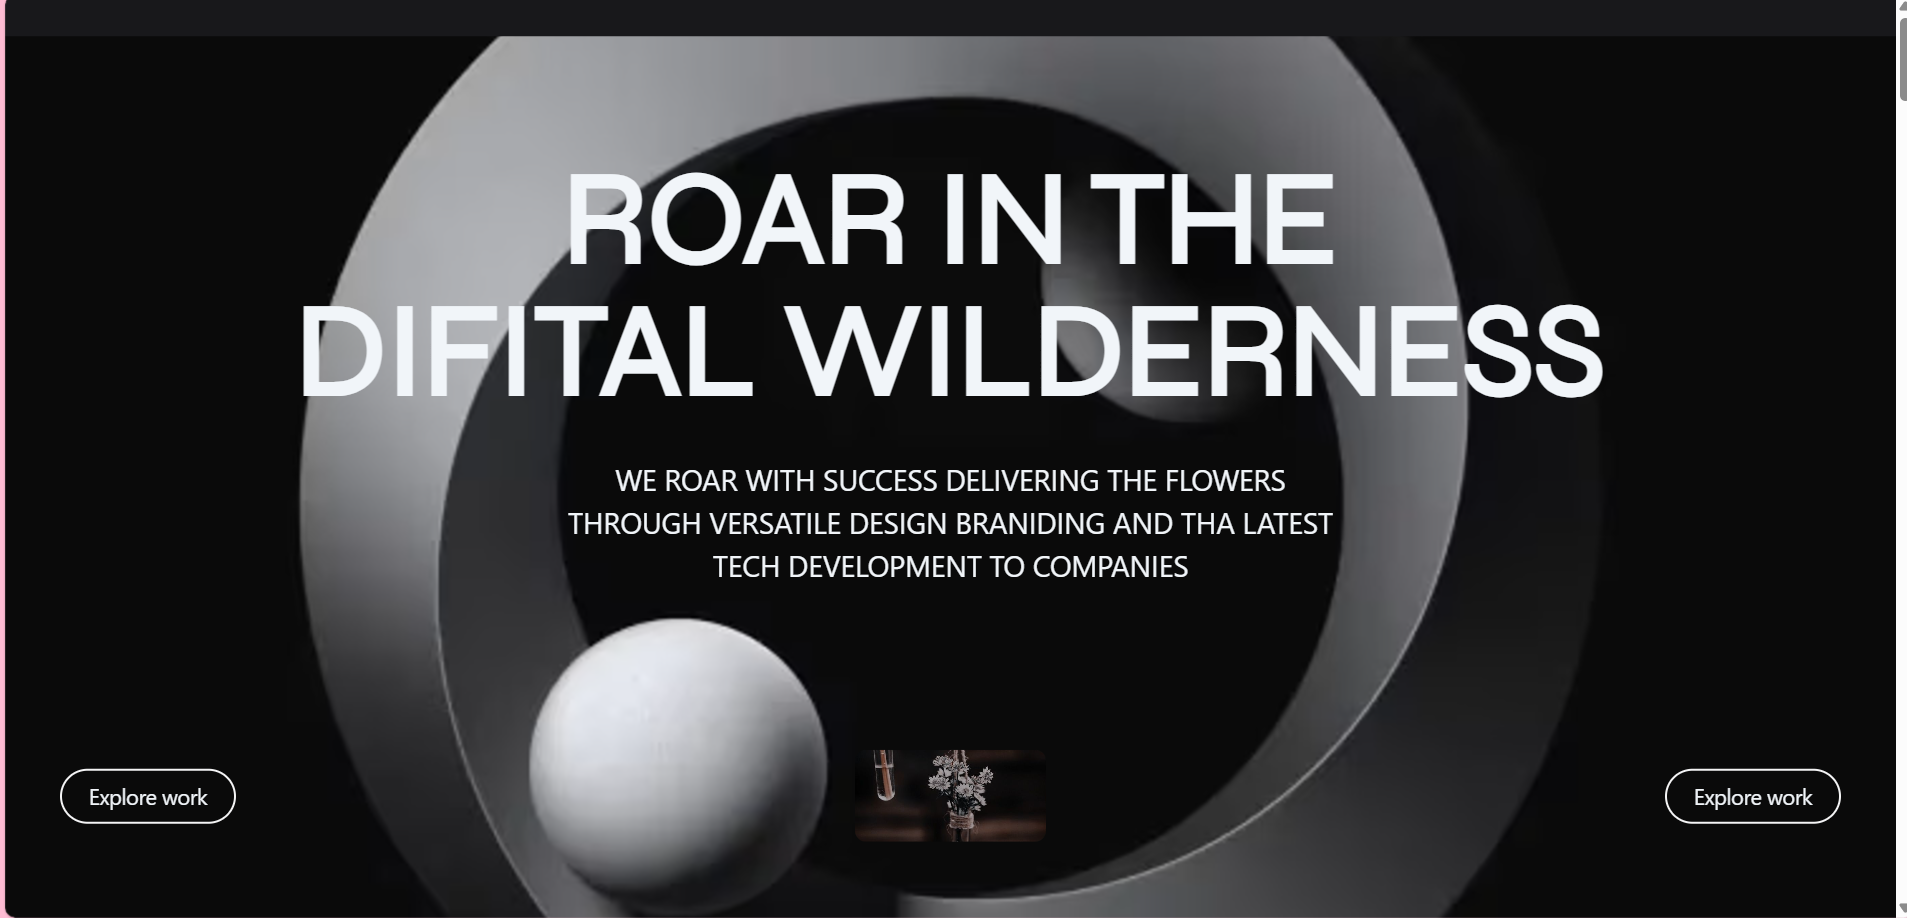 ROAR IN THE
DIFITAL WILDERNESS
WE ROAR WITH SUCCESS DELIVERING THE FLOWERS
THROUGH VERSATILE DESIGN BRANIDING AND THA LATEST
TECH DEVELOPMENT TO COMPANIES
Explore work
Explore work